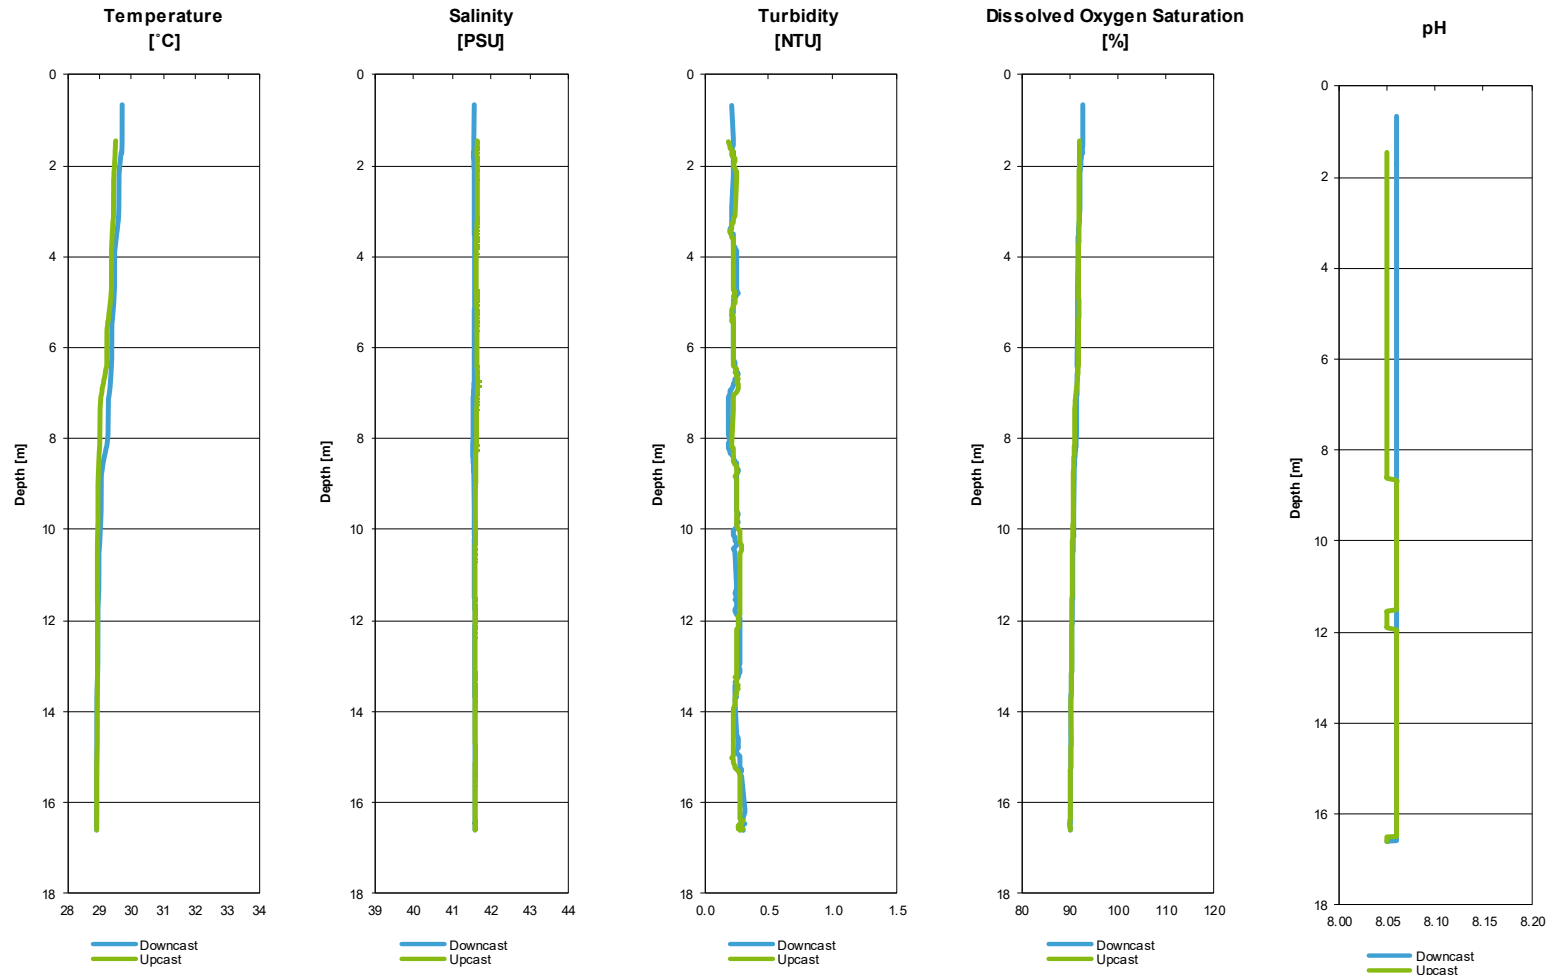 Temperature
[˚C]
0
2
4
6
8
10
12
14
16
18
Depth [m]
28 29 30 31 32 33 34
Downcast
Upcast
Salinity
[PSU]
0
2
4
6
8
10
12
14
16
18
Depth [m]
39 40 41 42 43 44
Downcast
Upcast
Turbidity
[NTU]
0
2
4
6
8
10
12
14
16
18
Depth [m]
0.0 0.5 1.0 1.5
Downcast
Upcast
Dissolved Oxygen Saturation
[%]
0
2
4
6
8
10
12
14
16
18
Depth [m]
80 90 100 110 120
Downcast
Upcast
pH
0
2
4
6
8
10
12
14
16
18
Depth [m]
8.00 8.05 8.10 8.15 8.20
Downcast
Upcast